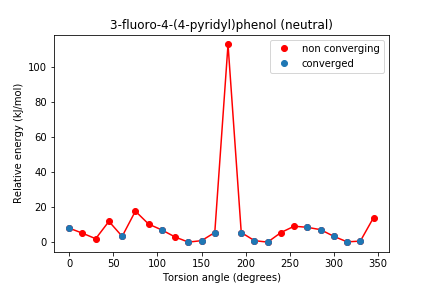 3-fluoro-4-(4-pyridyl)phenol (neutral)
non converging
converged
Relative energy (kJ/mol)
100
80
60
40
20
0
0
50
100
150
200
250
300
350
Torsion angle (degrees)